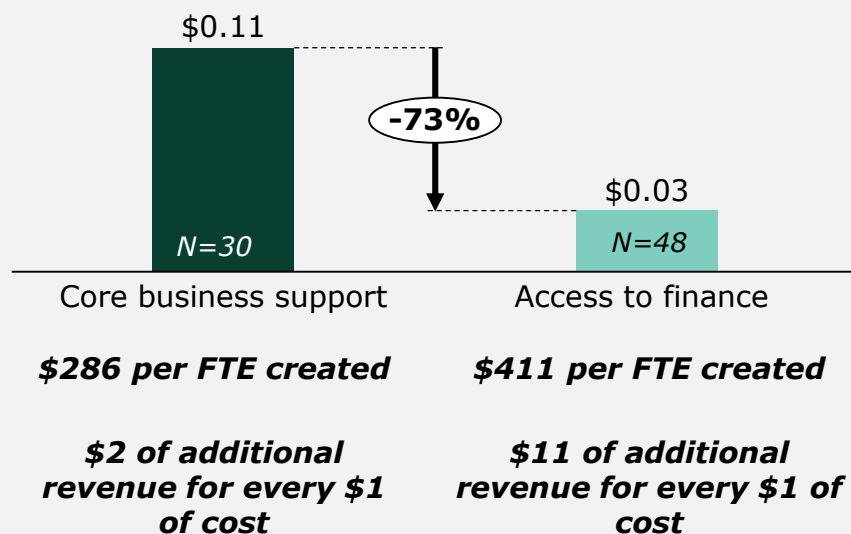 $0.11
-73%
$0.03
N=30
N=48
Core business support
Access to finance
$286 per FTE created
$411 per FTE created
$2 of additional
revenue for every $1
of cost
$11 of additional
revenue for every $1 of
cost